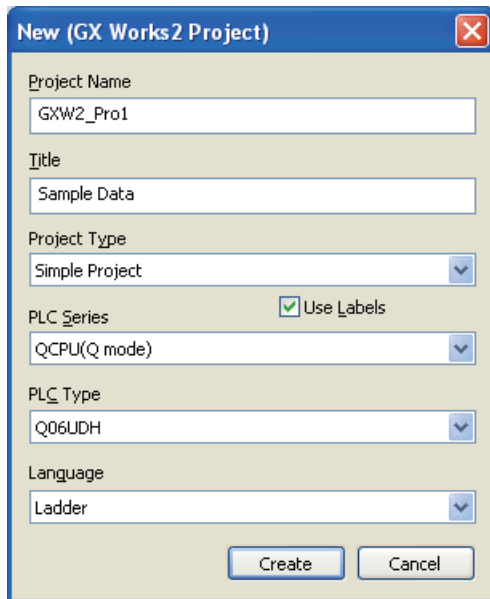 New (GX Works2 Project)
Project Name
GXW2_Pro1
Title
Sample Data
Project Type
Simple Project
Use Labels
PLC Series
QCPU(Q mode)
PLC Type
Q06UDH
Language
Ladder
Create Cancel